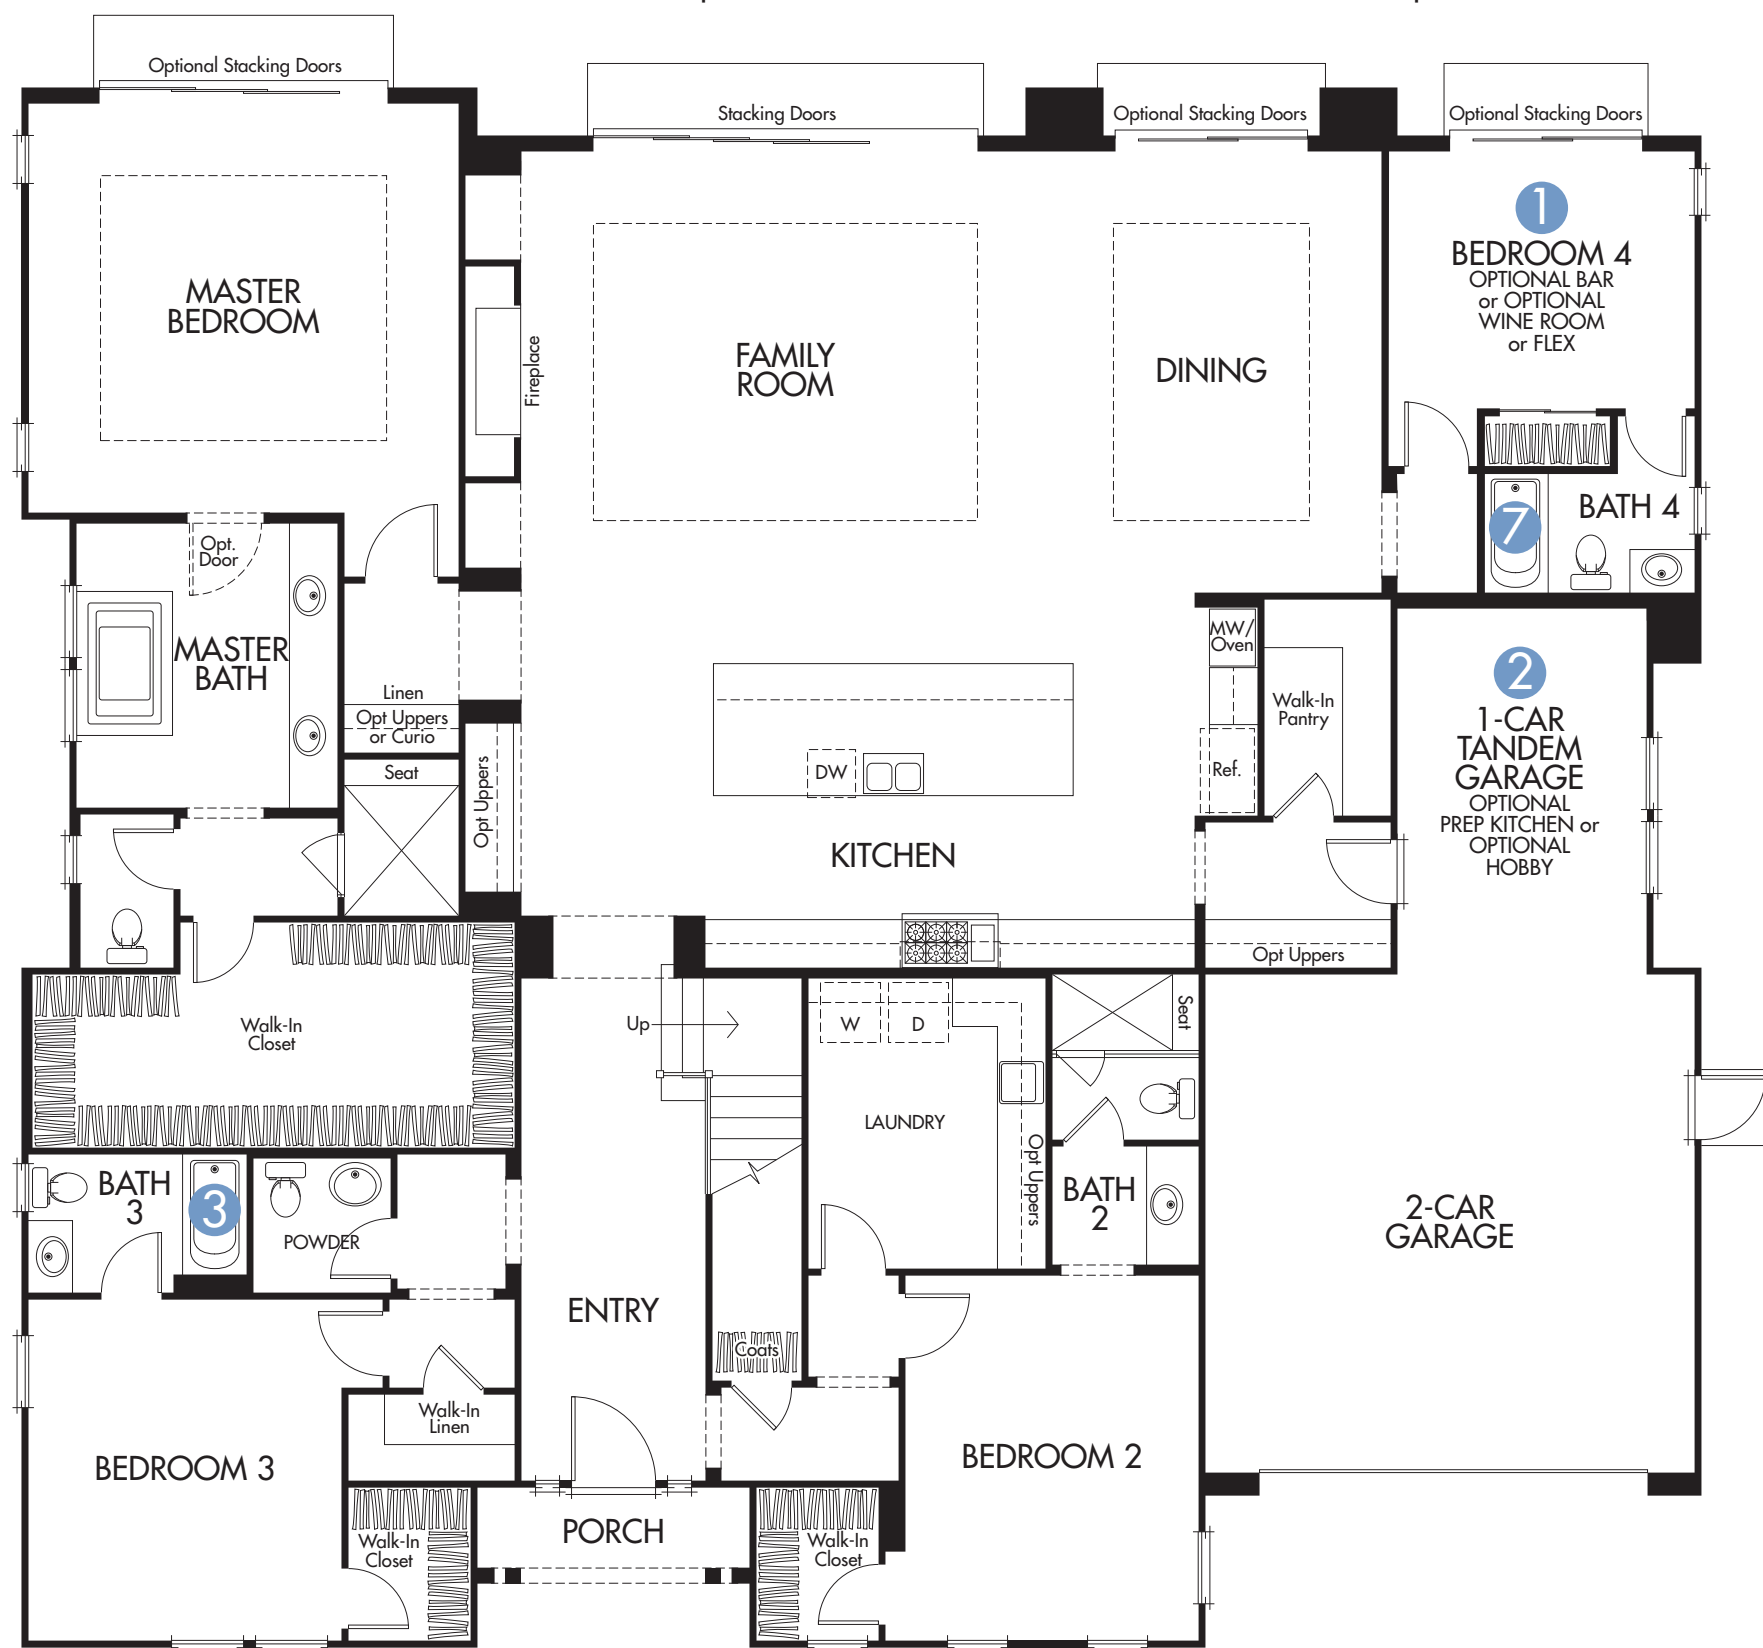 Optional Stacking Doors
Stacking Doors
Optional Stacking Doors
Optional Stacking Doors
MASTER
BEDROOM
Fireplace
FAMILY
ROOM
DINING
1
BEDROOM 4
OPTIONAL BAR
or OPTIONAL
WINE ROOM
or FLEX
7
BATH 4
Opt.
Door
MASTER
BATH
Linen
Opt Uppers
or Curio
Seat
Opt Uppers
DW
KITCHEN
MW/
Oven
Ref.
Walk-In
Pantry
2
1-CAR
TANDEM
GARAGE
OPTIONAL
PREP KITCHEN or
OPTIONAL
HOBBY
Opt Uppers
Walk-In
Closet
Up
W
D
Seat
LAUNDRY
Opt Uppers
BATH
2
BATH
3
3
POWDER
2-CAR
GARAGE
ENTRY
Coats
Walk-In
Linen
BEDROOM 3
BEDROOM 2
Walk-In
Closet
PORCH
Walk-In
Closet